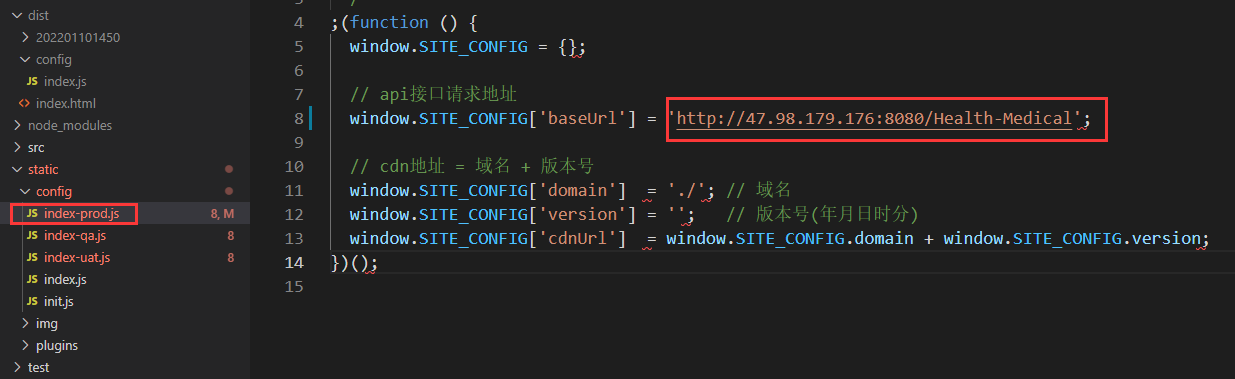 dist
202201101450
config
JS index.js
<> index.html
node_modules
src
static
config
JS index-prod.js 8, M
JS index-qa.js 8
JS index-uat.js 8
JS index.js
JS init.js
img
plugins
test
4 ;(function () {
5 window.SITE_CONFIG = {};
6
7 // api接口请求地址
8 window.SITE_CONFIG['baseUrl'] = 'http://47.98.179.176:8080/Health-Medical';
9
10 // cdn地址 = 域名 + 版本号
11 window.SITE_CONFIG['domain'] = './'; // 域名
12 window.SITE_CONFIG['version'] = ''; // 版本号(年月日时分)
13 window.SITE_CONFIG['cdnUrl'] = window.SITE_CONFIG.domain + window.SITE_CONFIG.version;
14 })();
15